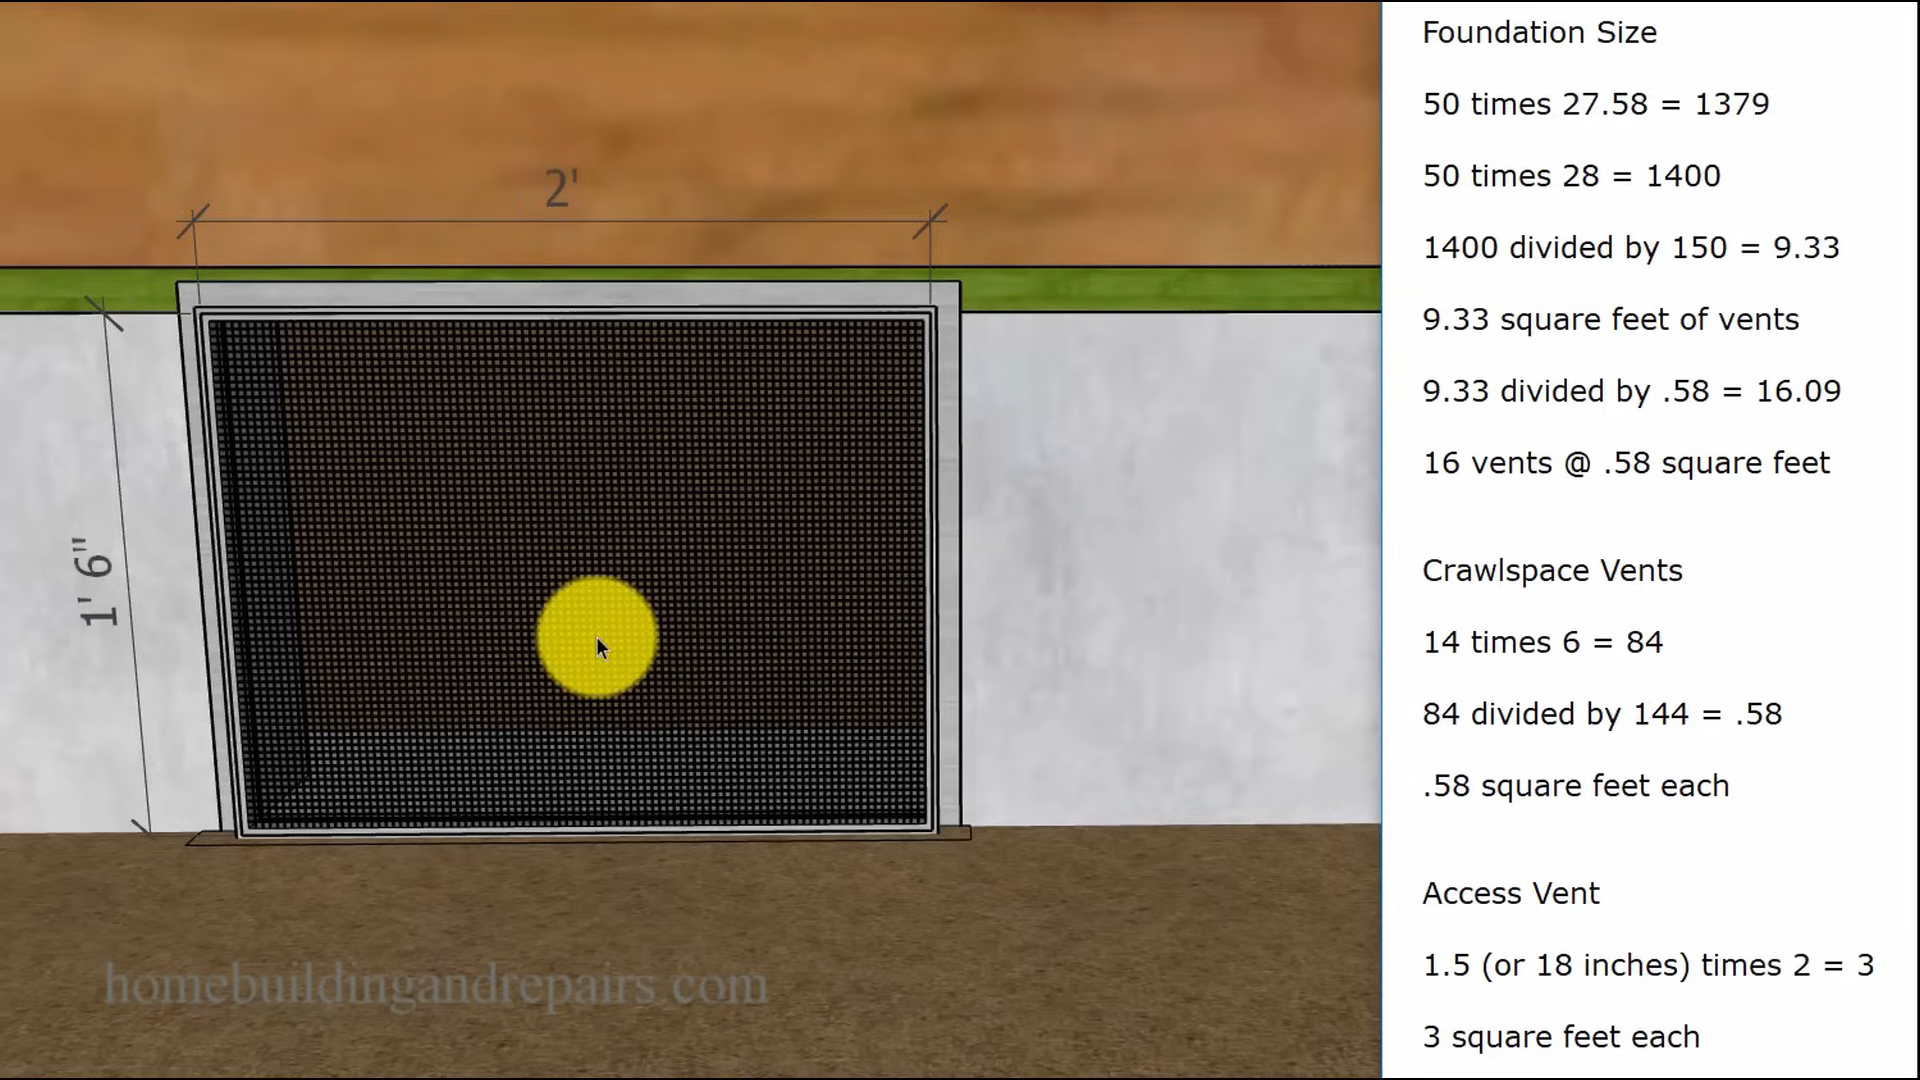 2'
1' 6"
homebuildingandrepairs.com
Foundation Size
50 times 27.58 = 1379
50 times 28 = 1400
1400 divided by 150 = 9.33
9.33 square feet of vents
9.33 divided by .58 = 16.09
16 vents @ .58 square feet
Crawlspace Vents
14 times 6 = 84
84 divided by 144 = .58
.58 square feet each
Access Vent
1.5 (or 18 inches) times 2 = 3
3 square feet each